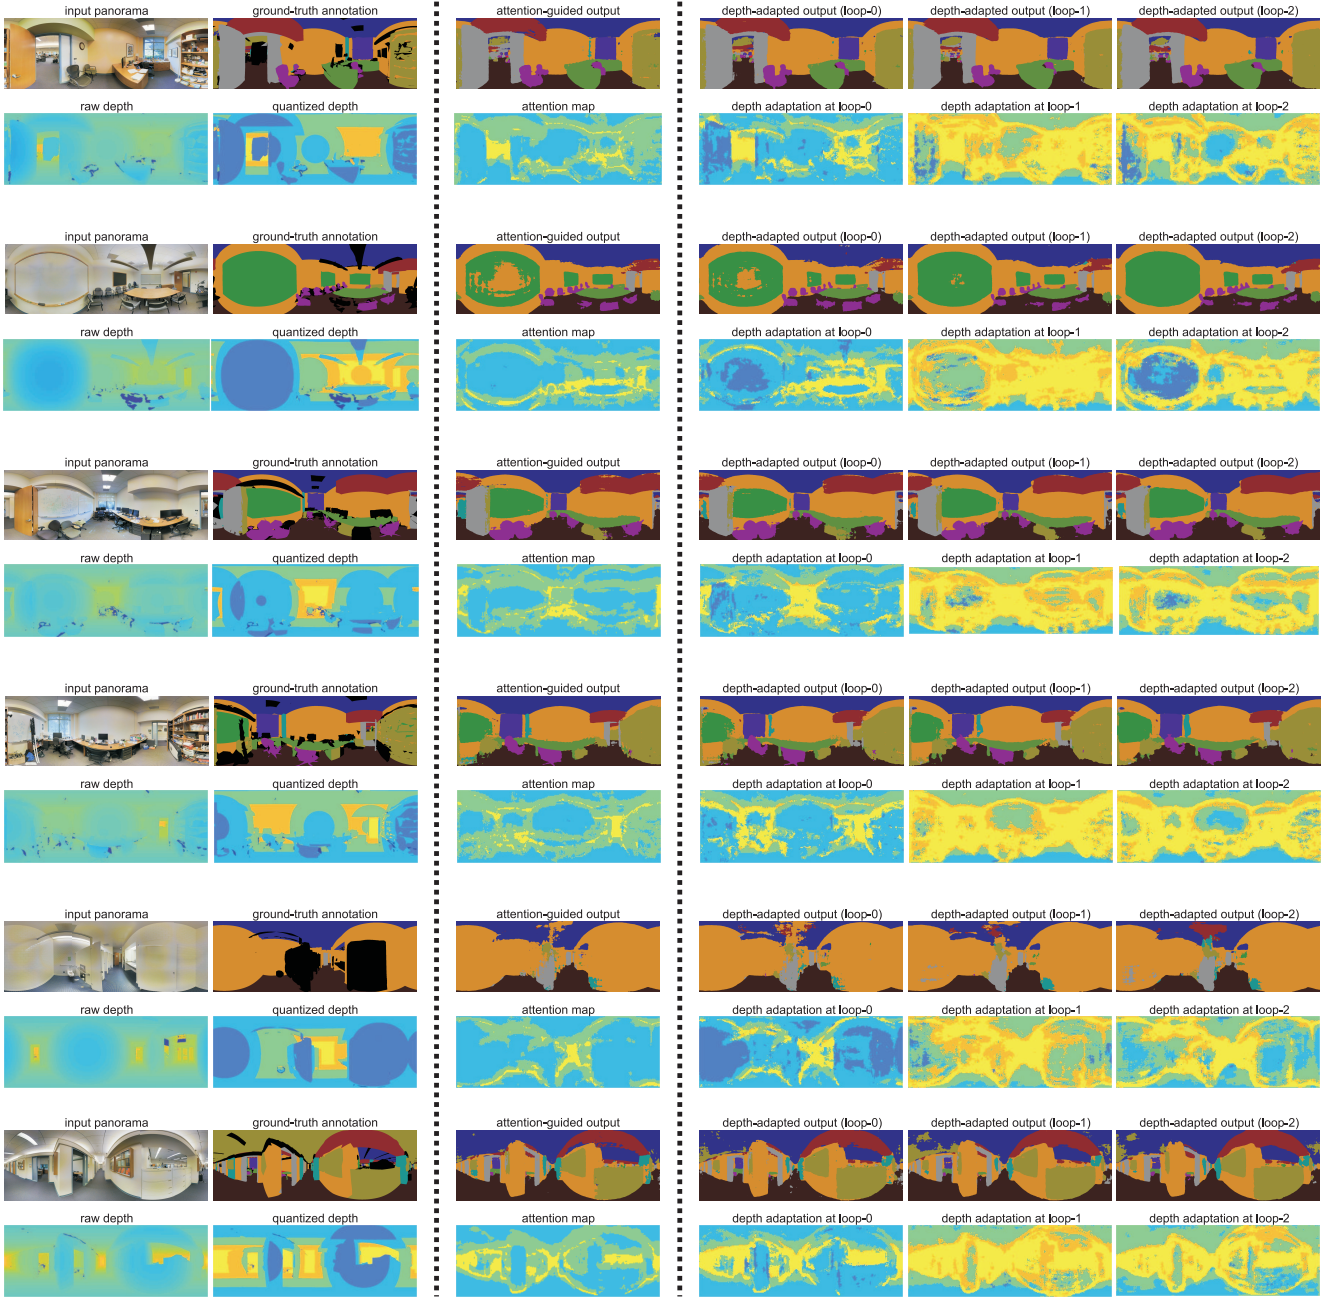 input panorama ground-truth annotation attention-guided output depth-adapted output (loop-0) depth-adapted output (loop-1) depth-adapted output (loop-2)
raw depth quantized depth attention map depth adaptation at loop-0 depth adaptation at loop-1 depth adaptation at loop-2
input panorama ground-truth annotation attention-guided output depth-adapted output (loop-0) depth-adapted output (loop-1) depth-adapted output (loop-2)
raw depth quantized depth attention map depth adaptation at loop-0 depth adaptation at loop-1 depth adaptation at loop-2
input panorama ground-truth annotation attention-guided output depth-adapted output (loop-0) depth-adapted output (loop-1) depth-adapted output (loop-2)
raw depth quantized depth attention map depth adaptation at loop-0 depth adaptation at loop-1 depth adaptation at loop-2
input panorama ground-truth annotation attention-guided output depth-adapted output (loop-0) depth-adapted output (loop-1) depth-adapted output (loop-2)
raw depth quantized depth attention map depth adaptation at loop-0 depth adaptation at loop-1 depth adaptation at loop-2
input panorama ground-truth annotation attention-guided output depth-adapted output (loop-0) depth-adapted output (loop-1) depth-adapted output (loop-2)
raw depth quantized depth attention map depth adaptation at loop-0 depth adaptation at loop-1 depth adaptation at loop-2
input panorama ground-truth annotation attention-guided output depth-adapted output (loop-0) depth-adapted output (loop-1) depth-adapted output (loop-2)
raw depth quantized depth attention map depth adaptation at loop-0 depth adaptation at loop-1 depth adaptation at loop-2